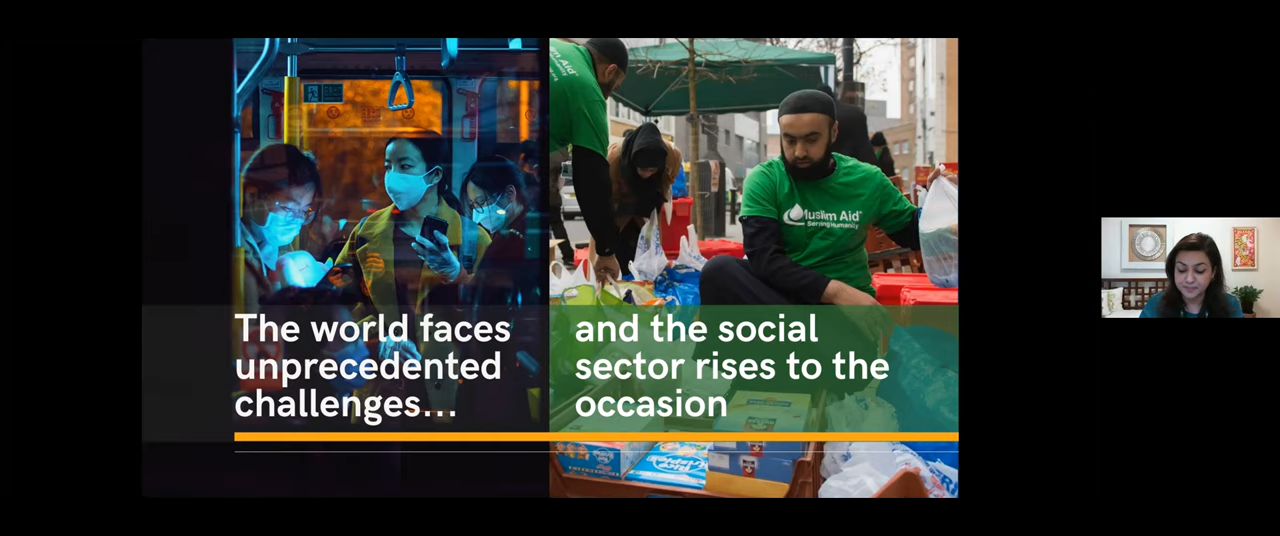 The world faces
unprecedented
challenges...
and the social
sector rises to the
occasion
Muslim Aid
Serving Humanity